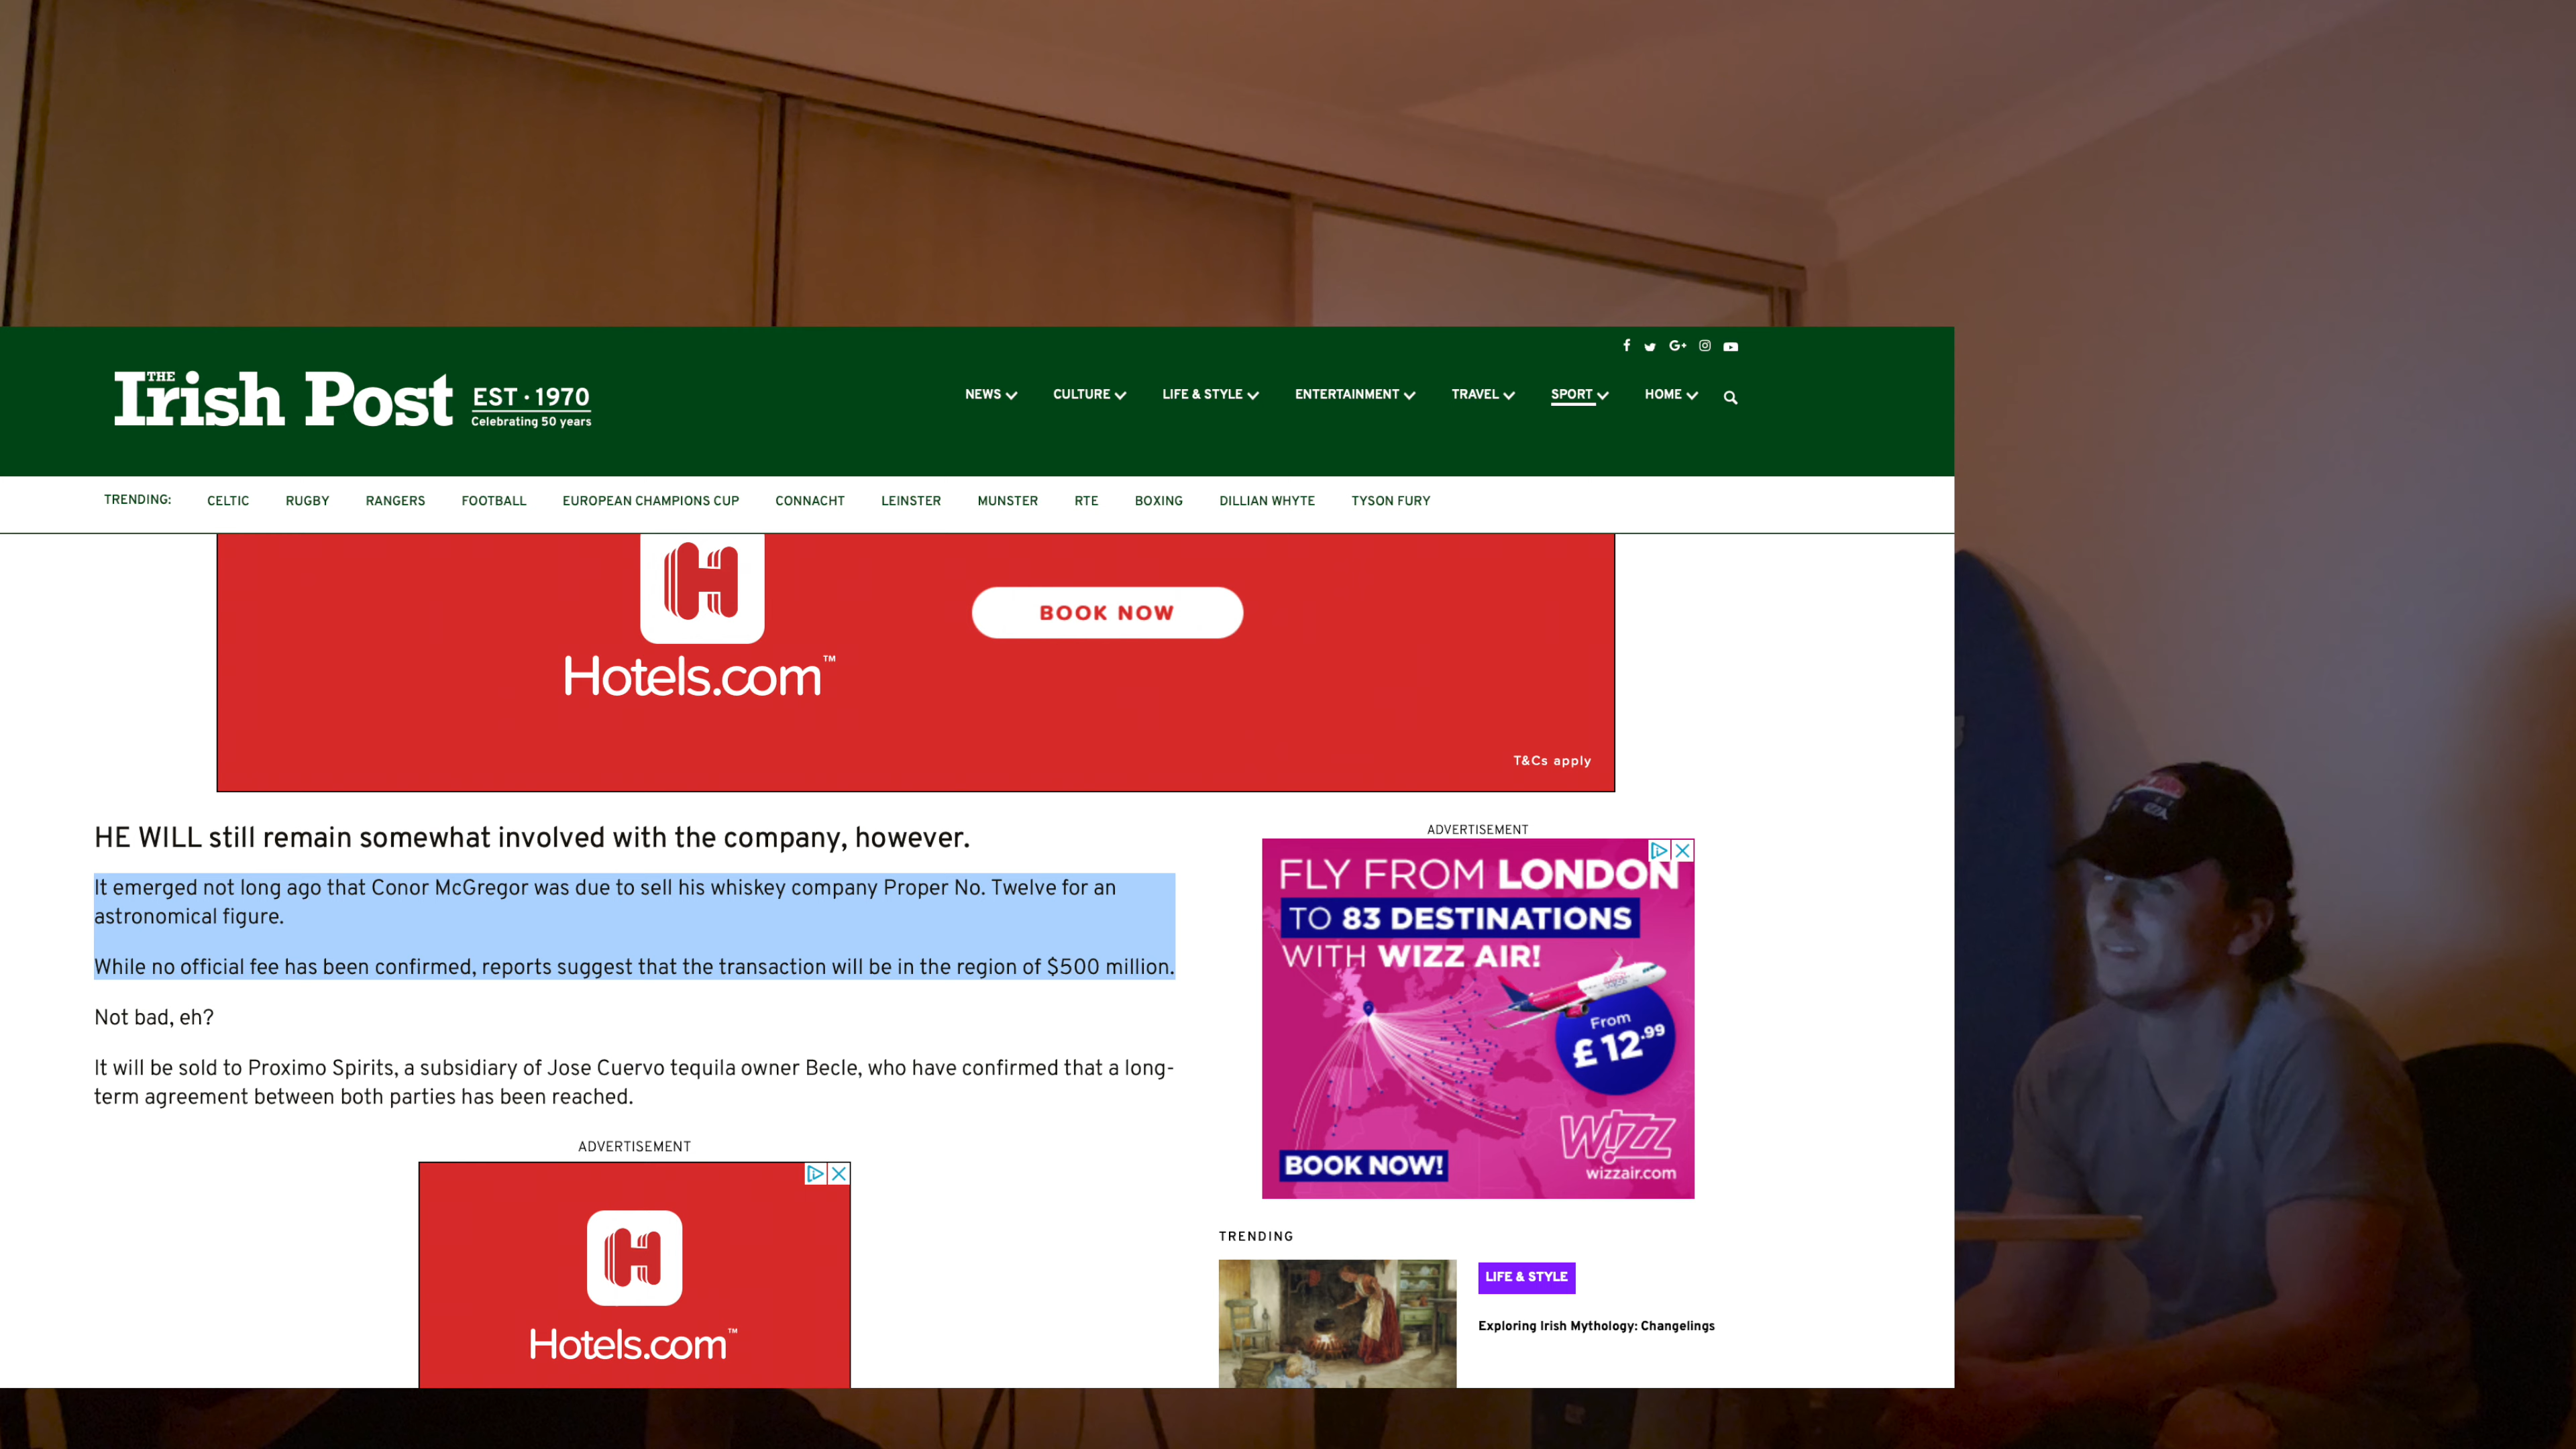 THE
Irish Post
EST · 1970
Celebrating 50 years
G+
NEWS CULTURE LIFE & STYLE ENTERTAINMENT TRAVEL SPORT HOME
TRENDING: CELTIC RUGBY RANGERS FOOTBALL EUROPEAN CHAMPIONS CUP CONNACHT LEINSTER MUNSTER RTE BOXING DILLIAN WHYTE TYSON FURY
H
Hotels.com™
BOOK NOW
T&Cs apply
HE WILL still remain somewhat involved with the company, however.
It emerged not long ago that Conor McGregor was due to sell his whiskey company Proper No. Twelve for an
astronomical figure.
While no official fee has been confirmed, reports suggest that the transaction will be in the region of $500 million.
Not bad, eh?
It will be sold to Proximo Spirits, a subsidiary of Jose Cuervo tequila owner Becle, who have confirmed that a long-
term agreement between both parties has been reached.
ADVERTISEMENT
H
Hotels.com™
ADVERTISEMENT
FLY FROM LONDON
TO 83 DESTINATIONS
WITH WIZZ AIR!
From
£12.99
WIZZ
wizzair.com
BOOK NOW!
TRENDING
LIFE & STYLE
Exploring Irish Mythology: Changelings